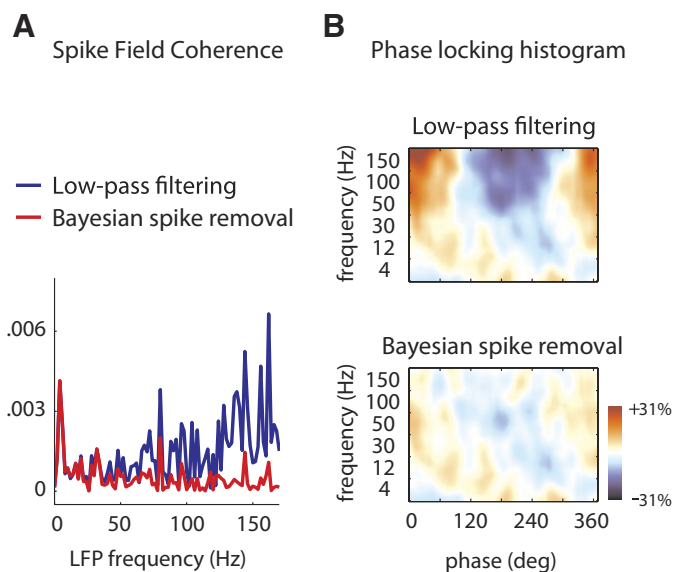 A
Spike Field Coherence
Low-pass filtering
Bayesian spike removal
.006
.003
0
0 50 100 150
LFP frequency (Hz)
B
Phase locking histogram
Low-pass filtering
frequency (Hz)
150
100
50
30
12
4
Bayesian spike removal
frequency (Hz)
150
100
50
30
12
4
+31%
−31%
0 120 240 360
phase (deg)